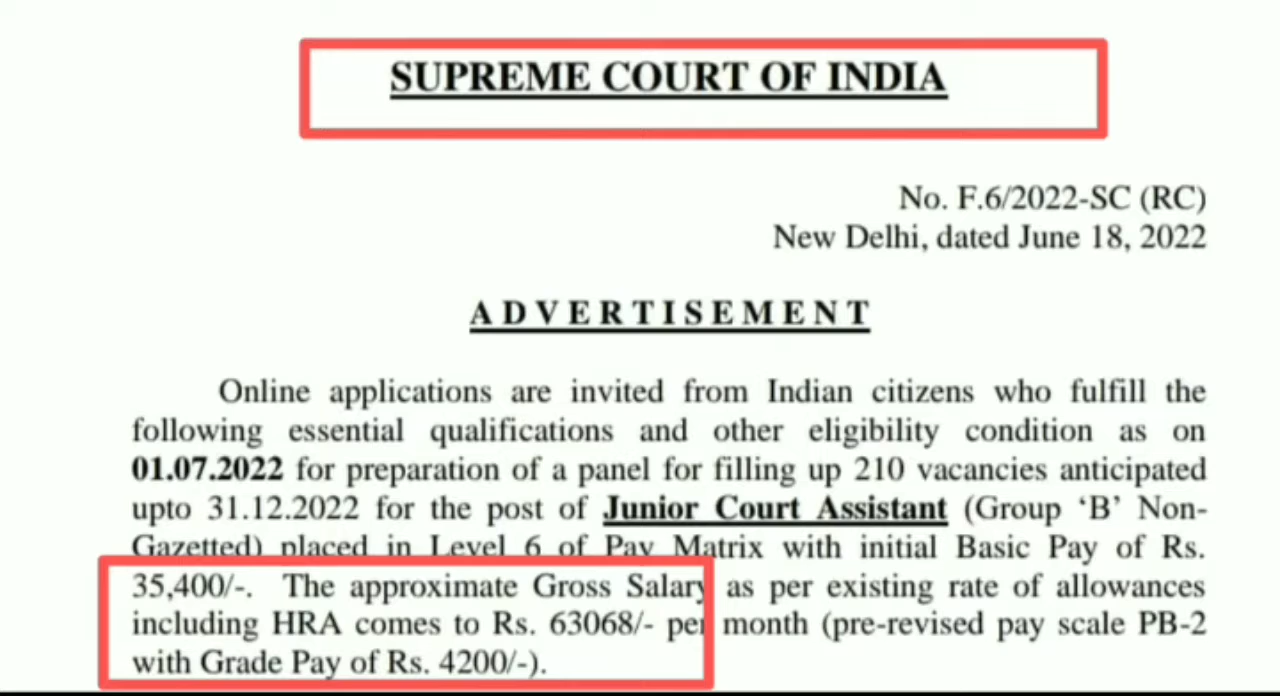 SUPREME COURT OF INDIA
No. F.6/2022-SC (RC)
New Delhi, dated June 18, 2022
ADVERTISEMENT
Online applications are invited from Indian citizens who fulfill the
following essential qualifications and other eligibility condition as on
01.07.2022 for preparation of a panel for filling up 210 vacancies anticipated
upto 31.12.2022 for the post of Junior Court Assistant (Group ‘B’ Non-
Gazetted) placed in Level 6 of Pay Matrix with initial Basic Pay of Rs.
35,400/-. The approximate Gross Salary as per existing rate of allowances
including HRA comes to Rs. 63068/- per month (pre-revised pay scale PB-2
with Grade Pay of Rs. 4200/-).